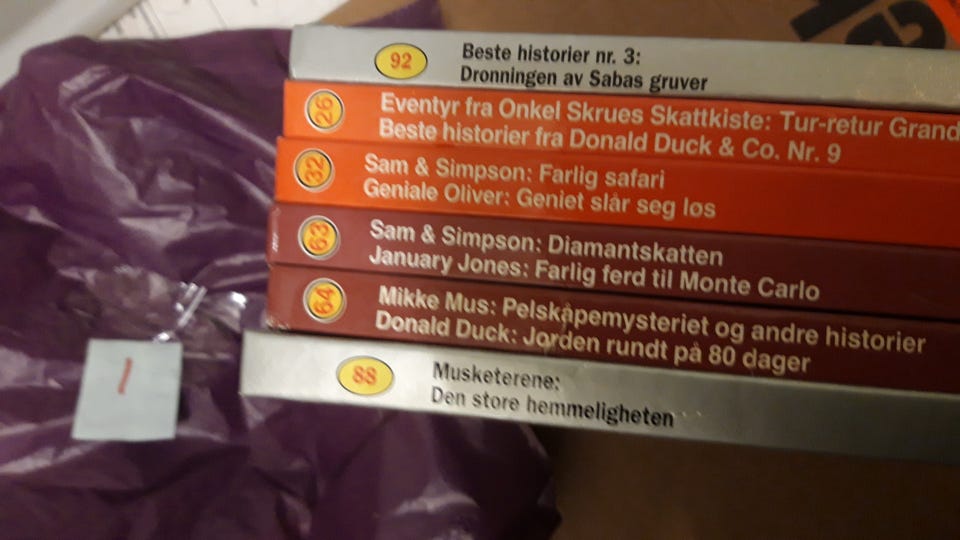 92
Beste historier nr. 3:
Dronningen av Sabas gruver
26
Eventyr fra Onkel Skrues Skattkiste: Tur-retur Grand
Beste historier fra Donald Duck & Co. Nr. 9
32
Sam & Simpson: Farlig safari
Geniale Oliver: Geniet slår seg løs
63
Sam & Simpson: Diamantskatten
January Jones: Farlig ferd til Monte Carlo
64
Mikke Mus: Pelskåpemysteriet og andre historier
Donald Duck: Jorden rundt på 80 dager
88
Musketerene:
Den store hemmeligheten
1